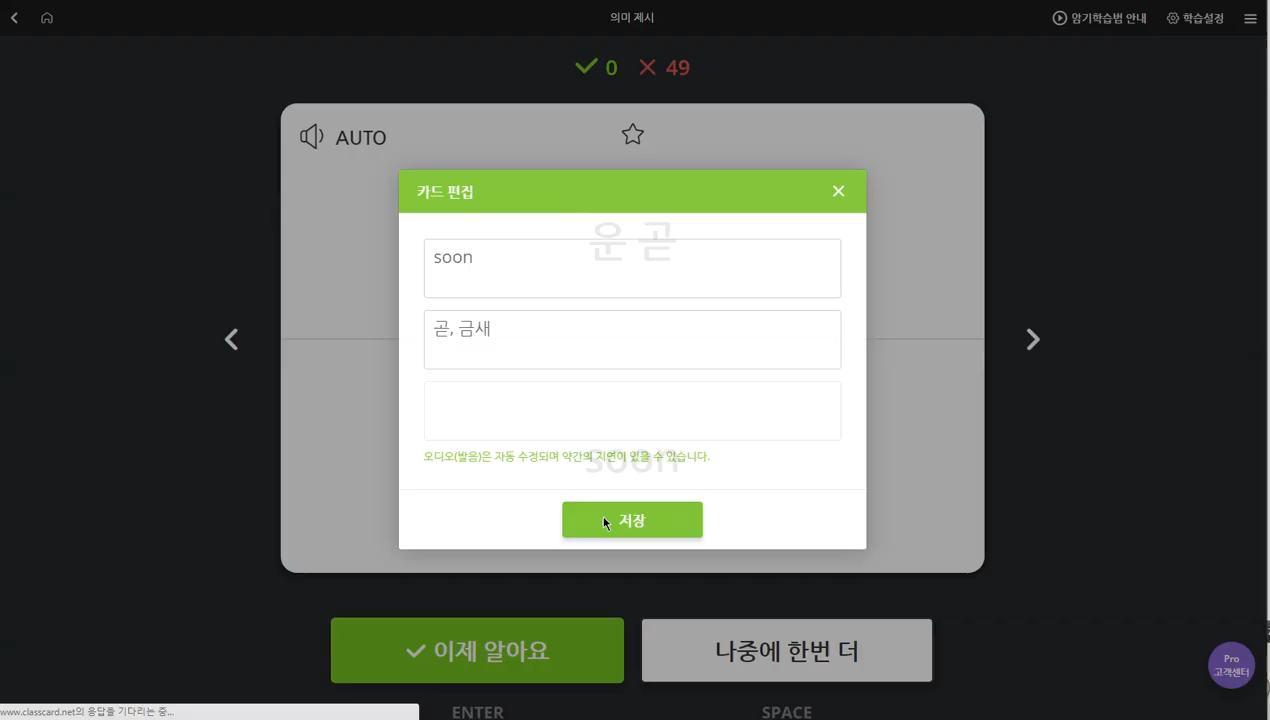 의미 제시
암기학습법 안내
학습설정
0
49
AUTO
카드 편집
운 곧
soon
곧, 금새
오디오(발음)은 자동 수정되며 약간의 지연이 있을 수 있습니다.
soon
저장
이제 알아요
나중에 한번 더
Pro
고객센터
www.classcard.net의 응답을 기다리는 중...
ENTER
SPACE